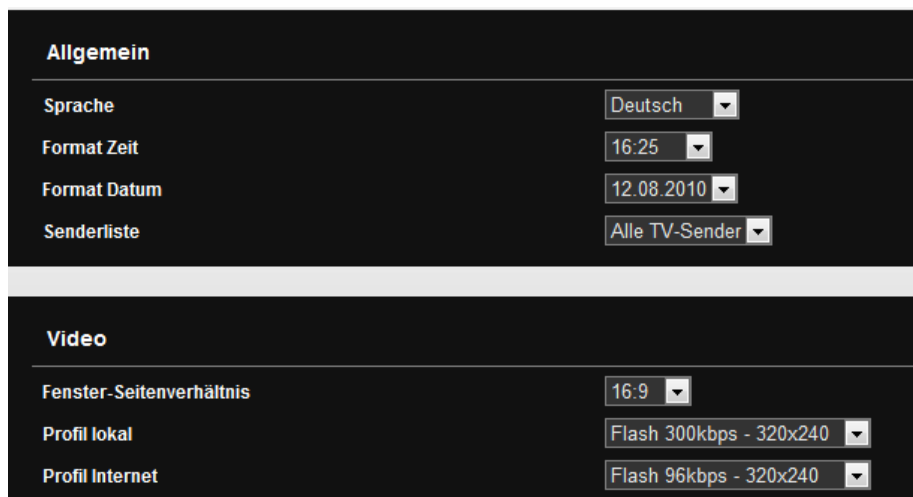 Allgemein
Sprache Deutsch
Format Zeit 16:25
Format Datum 12.08.2010
Senderliste Alle TV-Sender
Video
Fenster-Seitenverhältnis 16:9
Profil lokal Flash 300kbps - 320x240
Profil Internet Flash 96kbps - 320x240